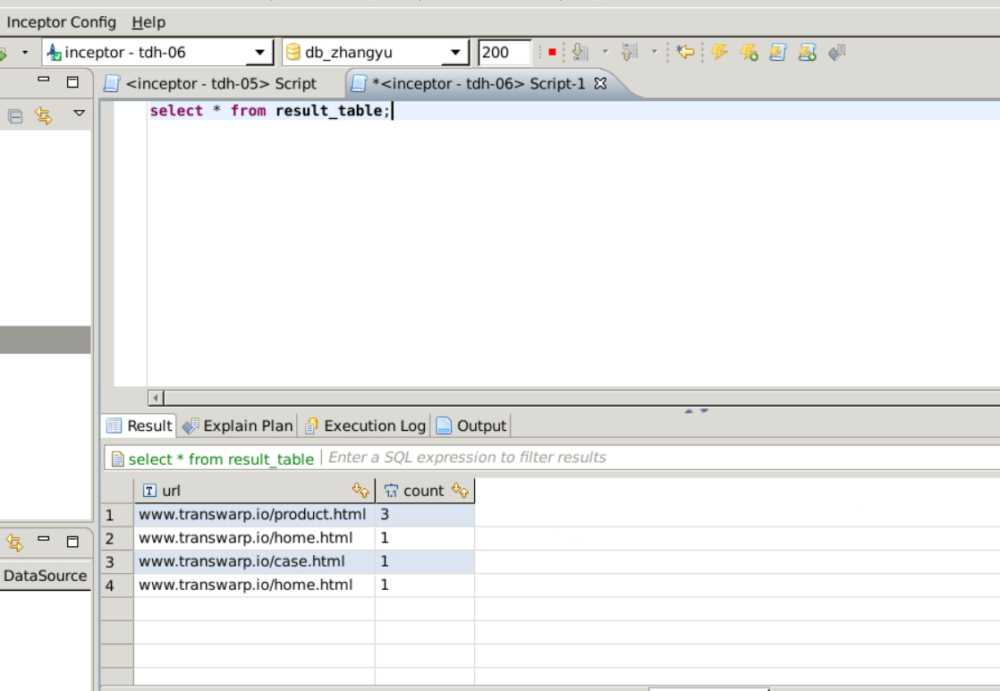 Inceptor Config Help
inceptor - tdh-06 db_zhangyu 200
<inceptor - tdh-05> Script *<inceptor - tdh-06> Script-1
select * from result_table;
Result Explain Plan Execution Log Output
select * from result_table Enter a SQL expression to filter results
T url 1.1 count
1 www.transwarp.io/product.html 3
2 www.transwarp.io/home.html 1
3 www.transwarp.io/case.html 1
4 www.transwarp.io/home.html 1
DataSource